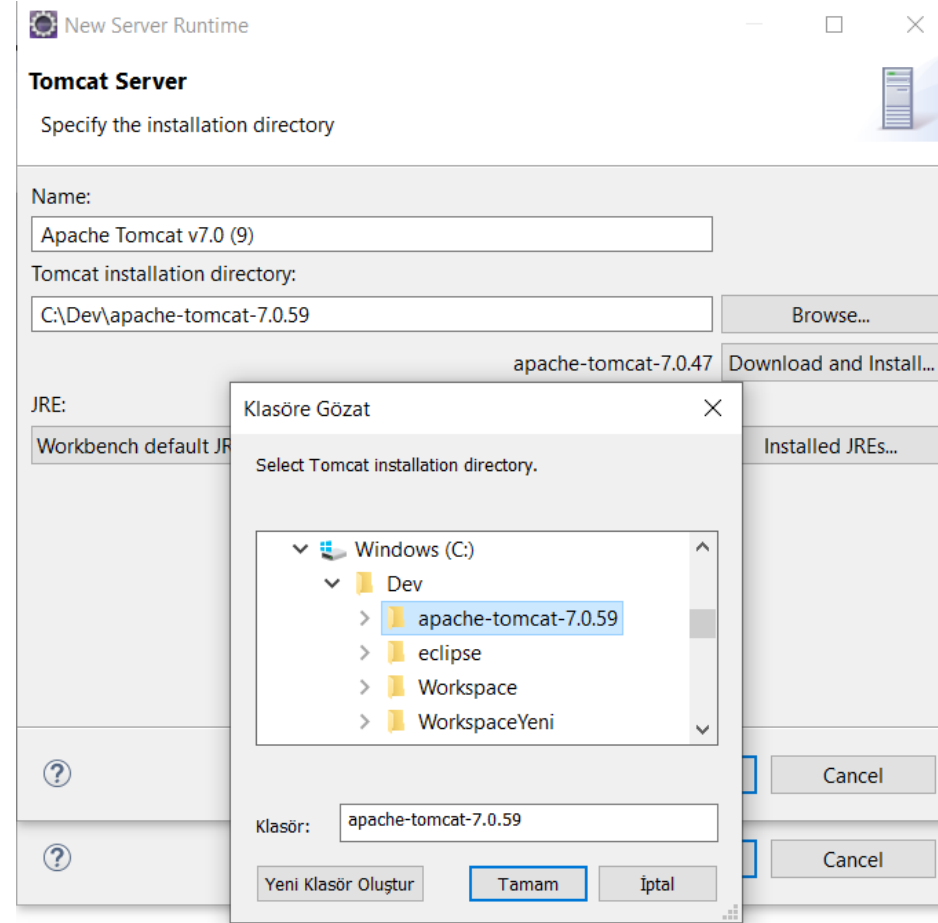 New Server Runtime
Tomcat Server
Specify the installation directory
Name:
Apache Tomcat v7.0 (9)
Tomcat installation directory:
C:\Dev\apache-tomcat-7.0.59
Browse...
apache-tomcat-7.0.47
Download and Install...
JRE:
Workbench default JR
Installed JREs...
Klasöre Gözat
Select Tomcat installation directory.
Windows (C:)
Dev
apache-tomcat-7.0.59
eclipse
Workspace
WorkspaceYeni
Klasör:
apache-tomcat-7.0.59
Yeni Klasör Oluştur
Tamam
İptal
?
Cancel
?
Cancel